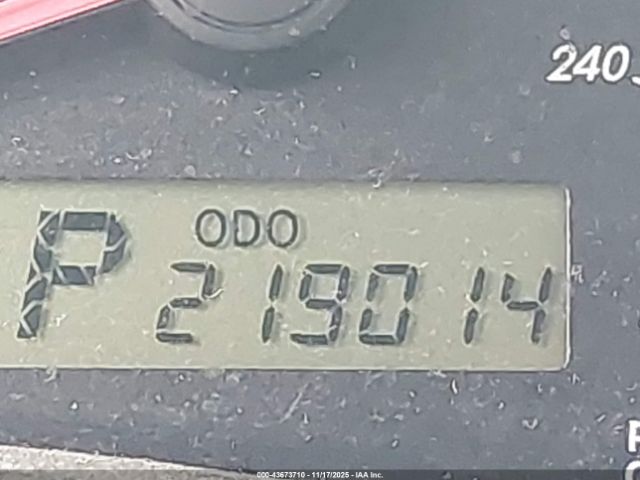 240
ODO
P 219014
000-43673710 - 11/17/2025 - IAA Inc.